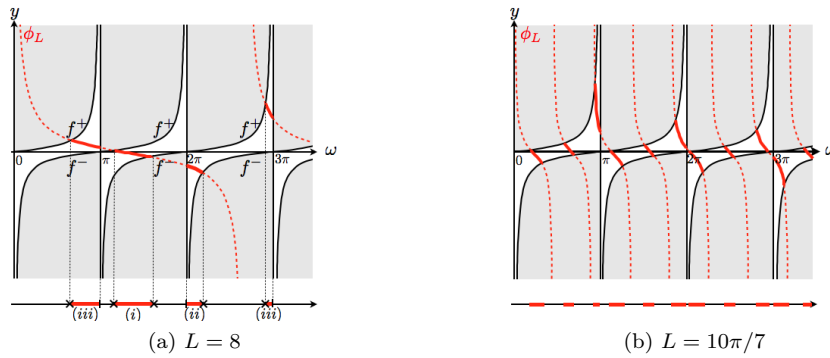 y
ϕ_L
f⁺ f⁺ f⁺
0 π 2π 3π ω
f⁻ f⁻ f⁻
(iii) (i) (ii) (iii)
(a) L = 8
y
ϕ_L
0 π 2π 3π ω
(b) L = 10π/7